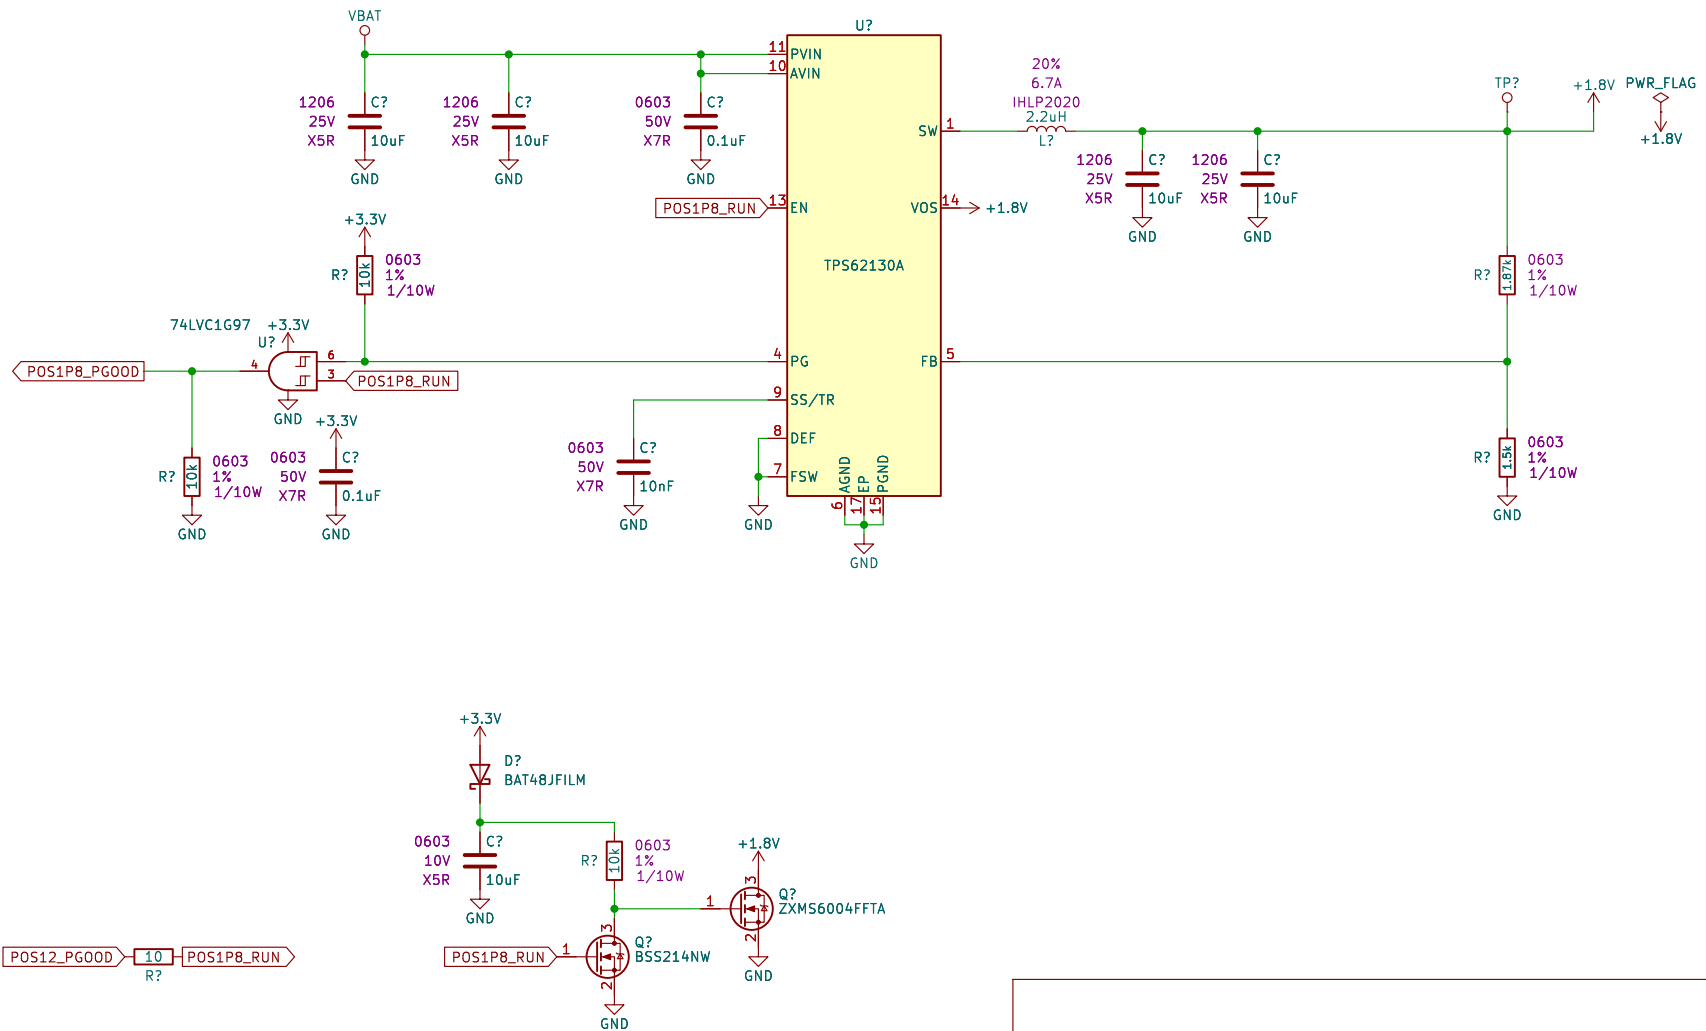 VBAT
1206
25V
X5R
C?
10uF
GND
1206
25V
X5R
C?
10uF
GND
0603
50V
X7R
C?
0.1uF
GND
U?
11
PVIN
10
AVIN
13
EN
POS1P8_RUN
TPS62130A
4
PG
9
SS/TR
8
DEF
7
FSW
6
AGND
17
EP
15
PGND
GND
SW
1
VOS
14
+1.8V
FB
5
20%
6.7A
IHLP2020
2.2uH
L?
1206
25V
X5R
C?
10uF
GND
1206
25V
X5R
C?
10uF
GND
TP?
+1.8V
PWR_FLAG
+1.8V
R?
1.87k
0603
1%
1/10W
R?
1.5k
0603
1%
1/10W
GND
+3.3V
R?
10k
0603
1%
1/10W
74LVC1G97
+3.3V
U?
4
6
3
POS1P8_PGOOD
POS1P8_RUN
GND
R?
10k
0603
1%
1/10W
GND
+3.3V
0603
50V
X7R
C?
0.1uF
GND
0603
50V
X7R
C?
10nF
GND
GND
+3.3V
D?
BAT48JFILM
0603
10V
X5R
C?
10uF
GND
R?
10k
0603
1%
1/10W
+1.8V
3
1
Q?
ZXMS6004FFTA
2
GND
POS1P8_RUN
1
3
Q?
BSS214NW
2
GND
POS12_PGOOD
10
R?
POS1P8_RUN